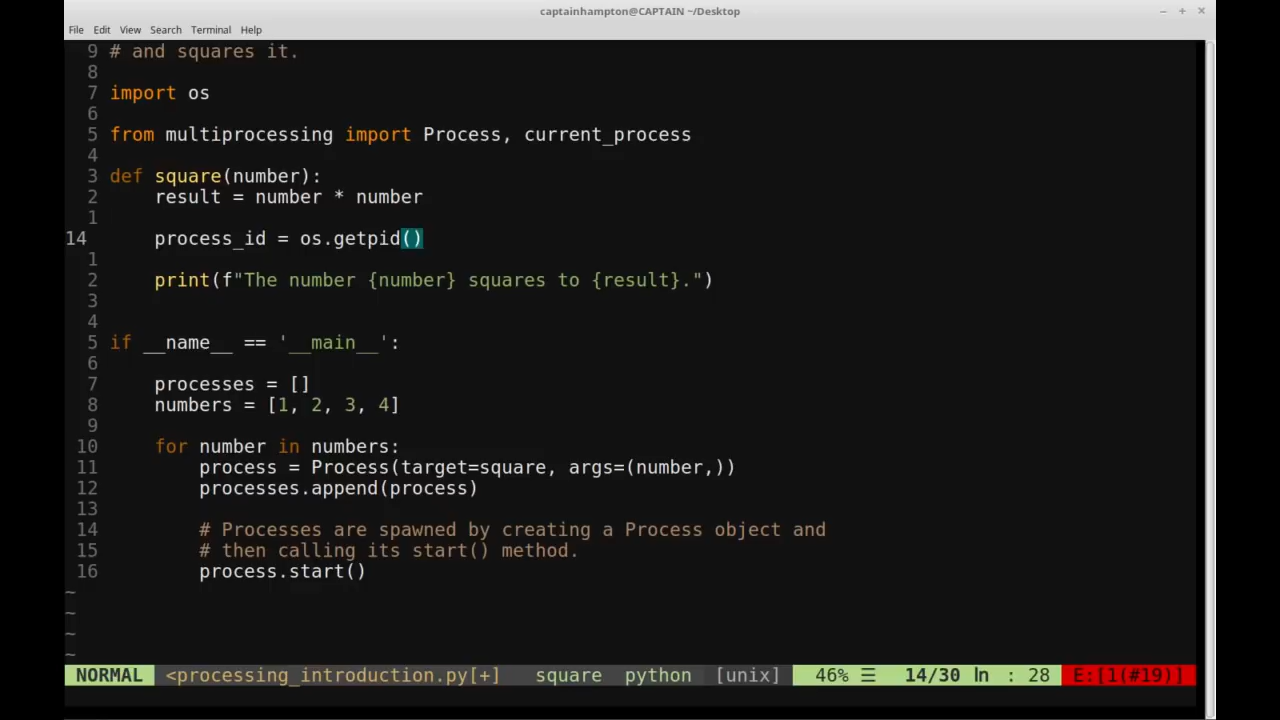 captainhampton@CAPTAIN ~/Desktop
File Edit View Search Terminal Help
9 # and squares it.
8
7 import os
6
5 from multiprocessing import Process, current_process
4
3 def square(number):
2     result = number * number
1
14     process_id = os.getpid()
1
2     print(f"The number {number} squares to {result}.")
3
4
5 if __name__ == '__main__':
6
7     processes = []
8     numbers = [1, 2, 3, 4]
9
10     for number in numbers:
11         process = Process(target=square, args=(number,))
12         processes.append(process)
13
14         # Processes are spawned by creating a Process object and
15         # then calling its start() method.
16         process.start()
~
~
~
~
NORMAL <processing_introduction.py[+] square python [unix] 46% ☰ 14/30 ln : 28 E:[1(#19)]